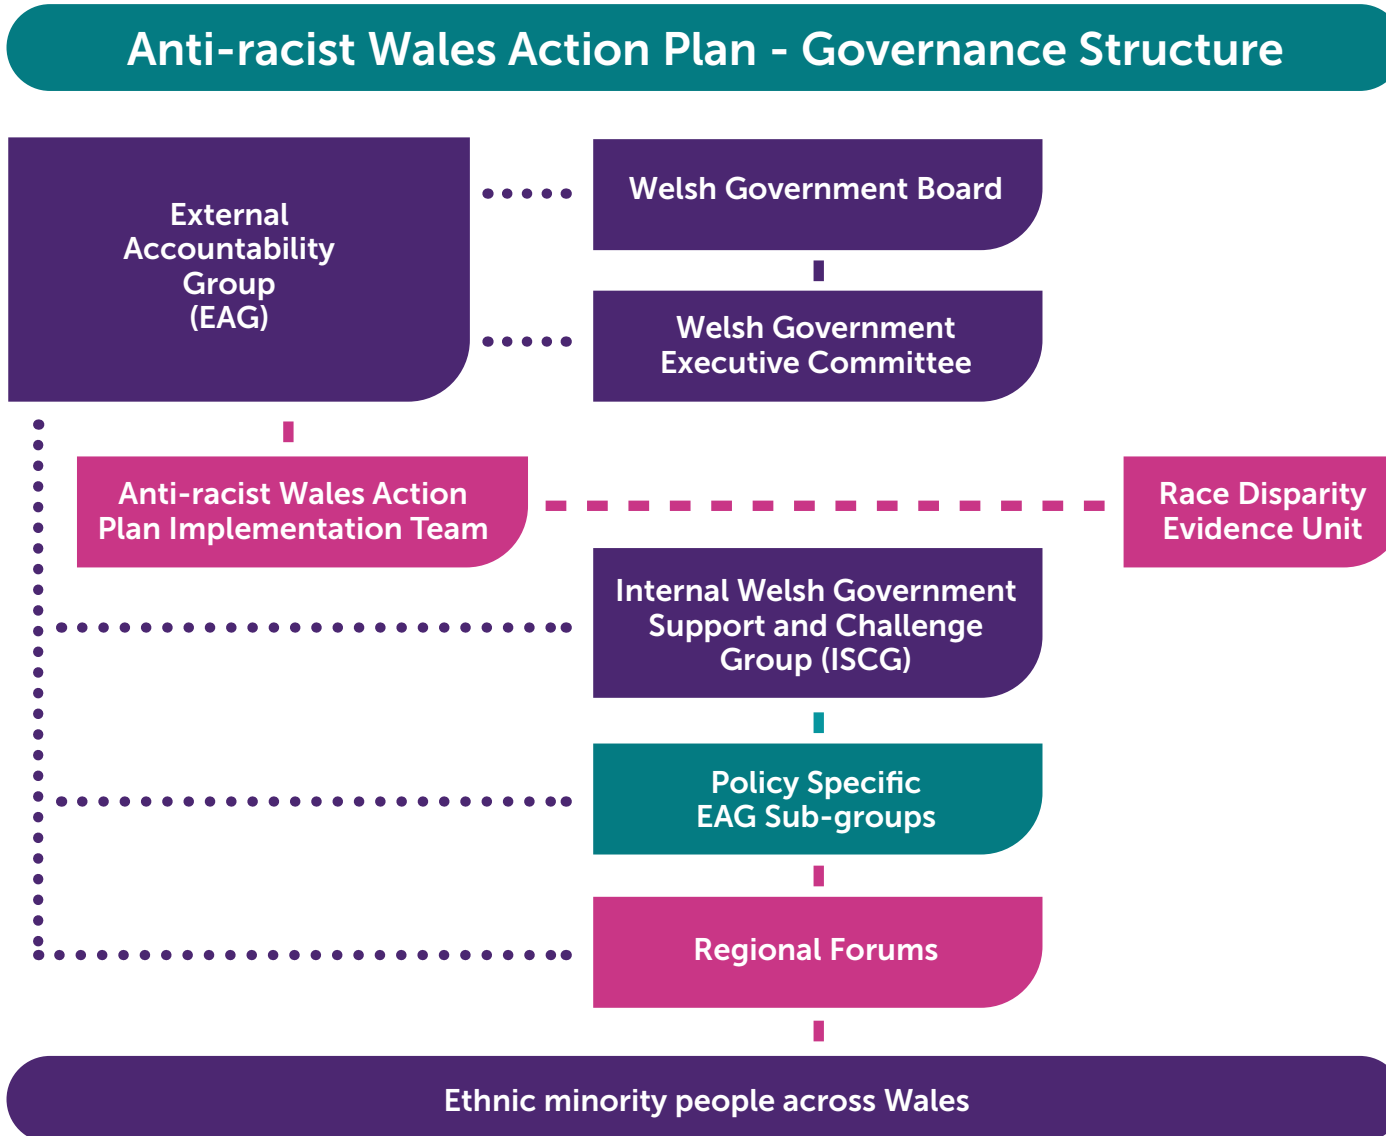 Anti-racist Wales Action Plan - Governance Structure
External
Accountability
Group
(EAG)
Welsh Government Board
Welsh Government
Executive Committee
Anti-racist Wales Action
Plan Implementation Team
Race Disparity
Evidence Unit
Internal Welsh Government
Support and Challenge
Group (ISCG)
Policy Specific
EAG Sub-groups
Regional Forums
Ethnic minority people across Wales